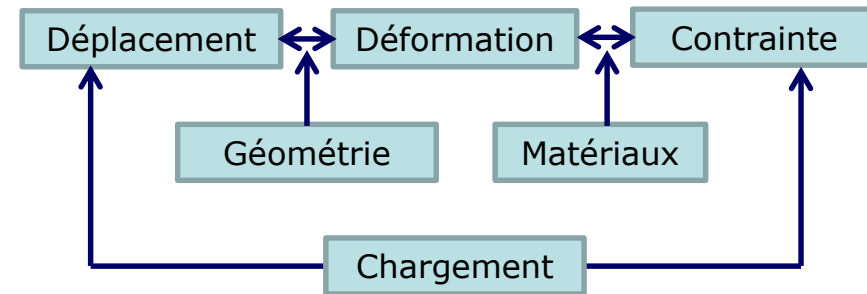 Déplacement
Déformation
Contrainte
Géométrie
Matériaux
Chargement